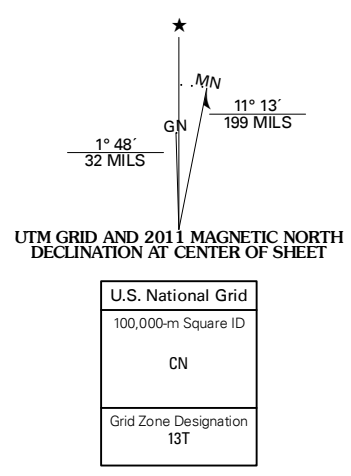 ★
MN
GN
11° 13´
199 MILS
1° 48´
32 MILS
UTM GRID AND 2011 MAGNETIC NORTH
DECLINATION AT CENTER OF SHEET
U.S. National Grid
100,000-m Square ID
CN
Grid Zone Designation
13T